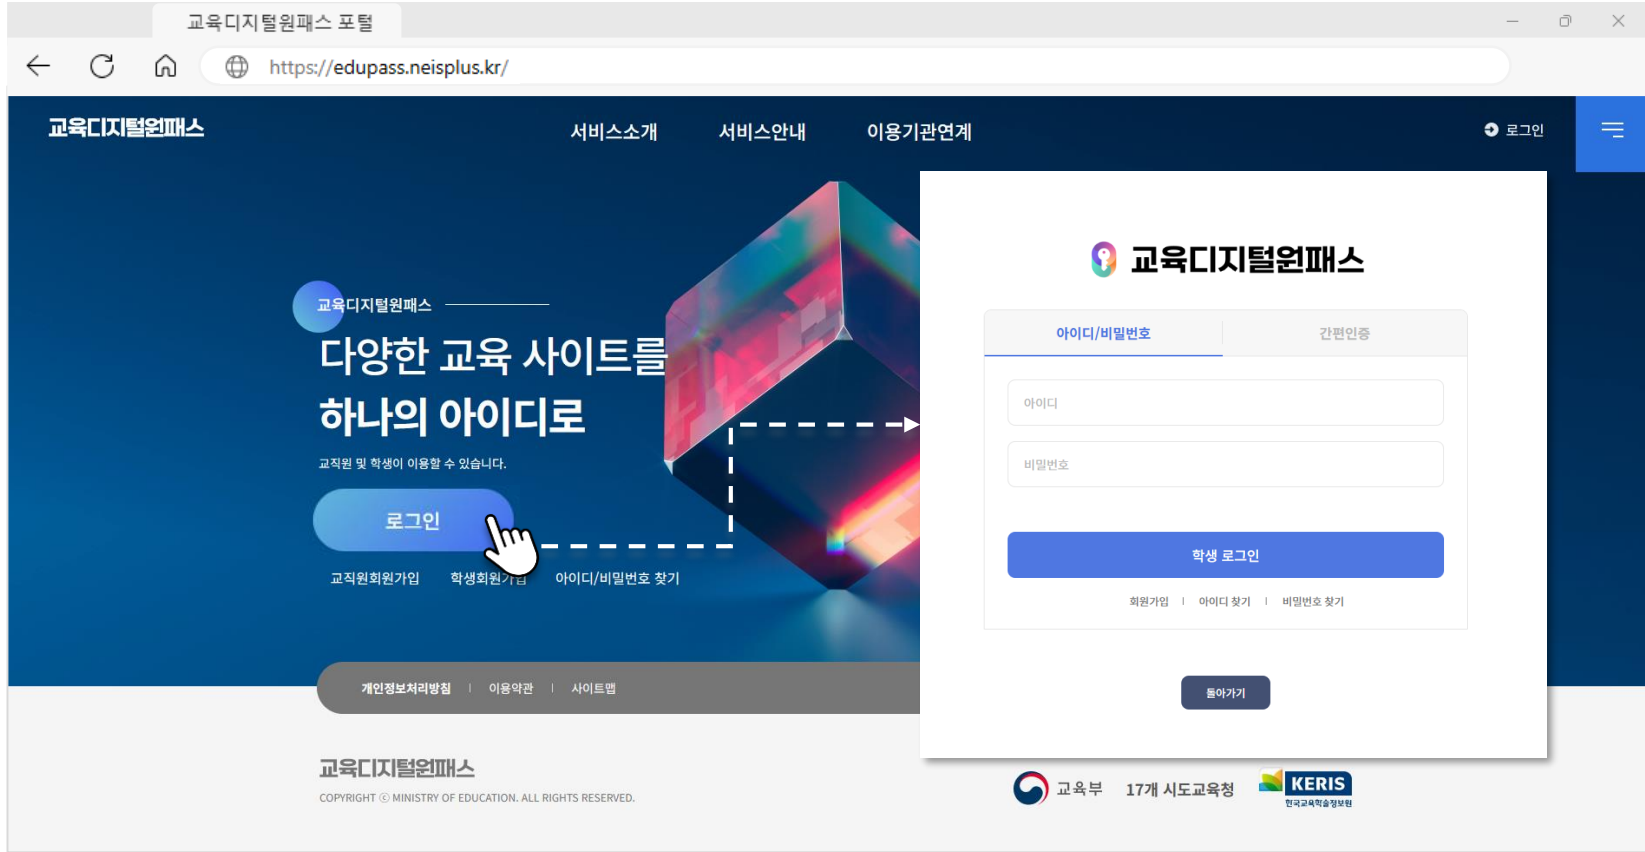 교육디지털원패스 포털
https://edupass.neisplus.kr/
교육디지털원패스
서비스소개 서비스안내 이용기관연계
로그인
교육디지털원패스
다양한 교육 사이트를
하나의 아이디로
교직원 및 학생이 이용할 수 있습니다.
로그인
교직원회원가입 학생회원가입 아이디/비밀번호 찾기
교육디지털원패스
아이디/비밀번호 간편인증
아이디
비밀번호
학생 로그인
회원가입 | 아이디 찾기 | 비밀번호 찾기
돌아가기
개인정보처리방침 | 이용약관 | 사이트맵
교육디지털원패스
COPYRIGHT ⓒ MINISTRY OF EDUCATION. ALL RIGHTS RESERVED.
교육부 17개 시도교육청 KERIS
한국교육학술정보원